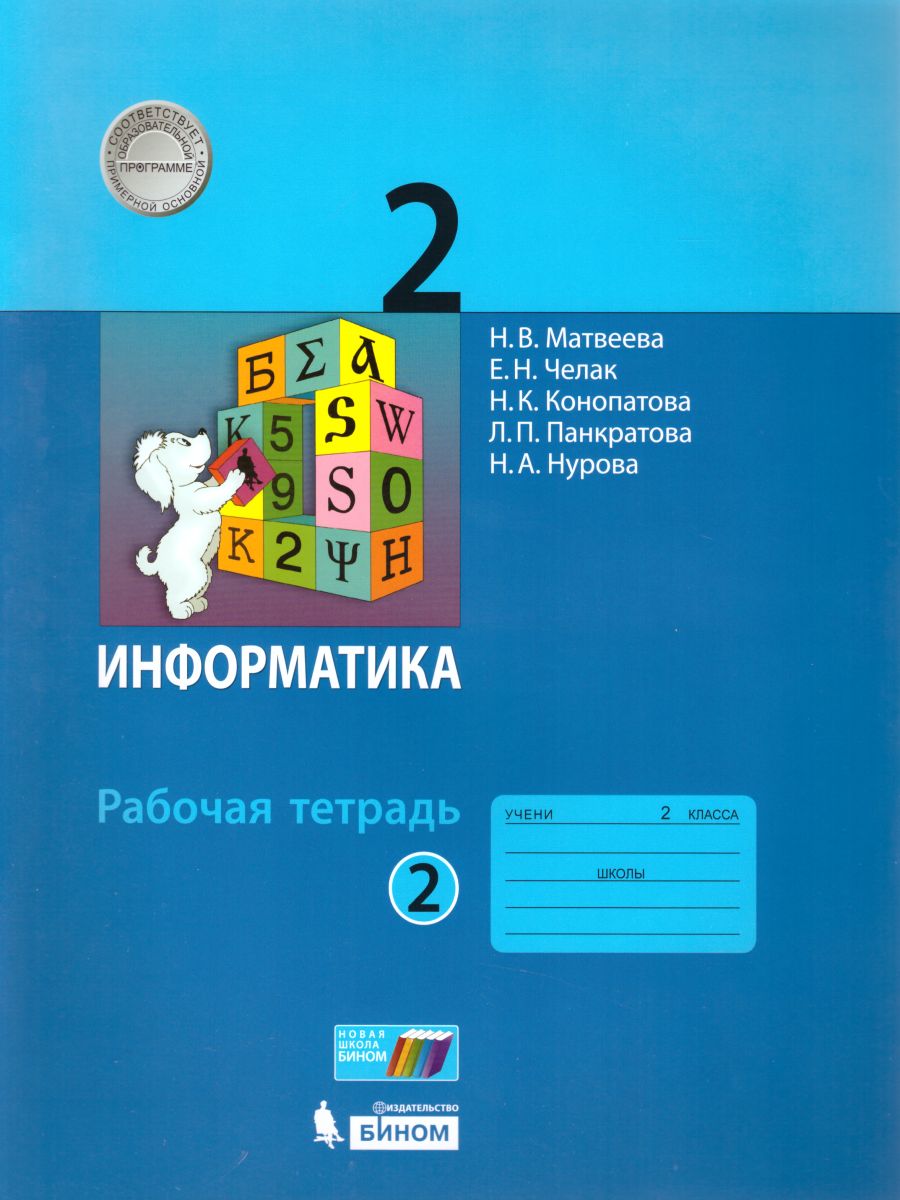 СООТВЕТСТВУЕТ
ПРИМЕРНОЙ ОСНОВНОЙ
ОБРАЗОВАТЕЛЬНОЙ
ПРОГРАММЕ
2
Н. В. Матвеева
Е. Н. Челак
Н. К. Конопатова
Л. П. Панкратова
Н. А. Нурова
Б Σ А
K 5 S W
9 S O
K 2 Ψ H
ИНФОРМАТИКА
Рабочая тетрадь
2
УЧЕНИ 2 КЛАССА
ШКОЛЫ
НОВАЯ
ШКОЛА
БИНОМ
ИЗДАТЕЛЬСТВО
БИНОМ